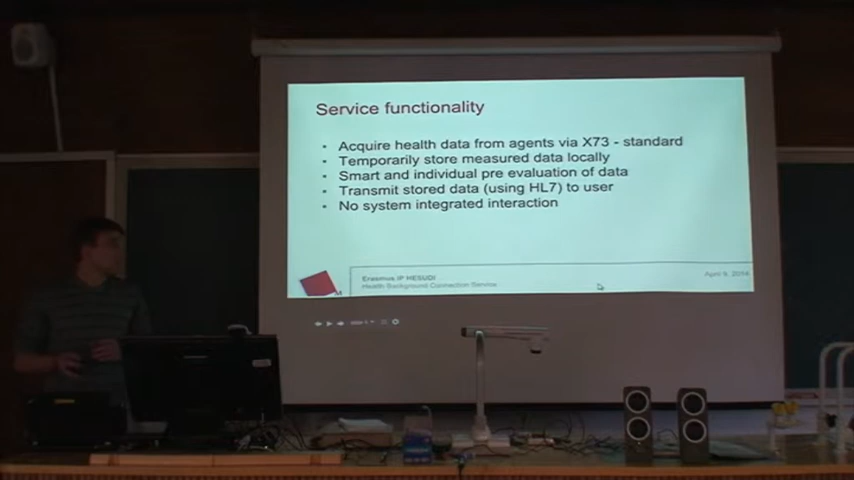 Service functionality
• Acquire health data from agents via X73 - standard
• Temporarily store measured data locally
• Smart and individual pre evaluation of data
• Transmit stored data (using HL7) to user
• No system integrated interaction
Erasmus IP HESUDI
Health Background Connection Service
April 9, 2014